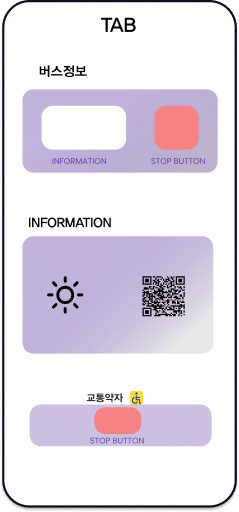 TAB
버스정보
INFORMATION
STOP BUTTON
INFORMATION
교통약자
STOP BUTTON